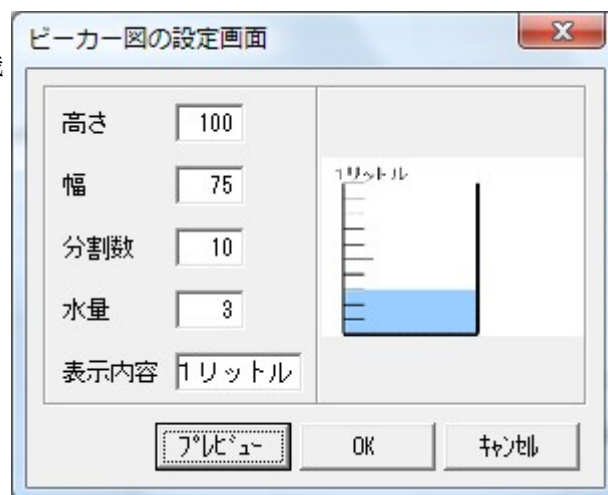 ビーカー図の設定画面
高さ 100
幅 75
分割数 10
水量 3
表示内容 1リットル
1リットル
プレビュー OK キャンセル